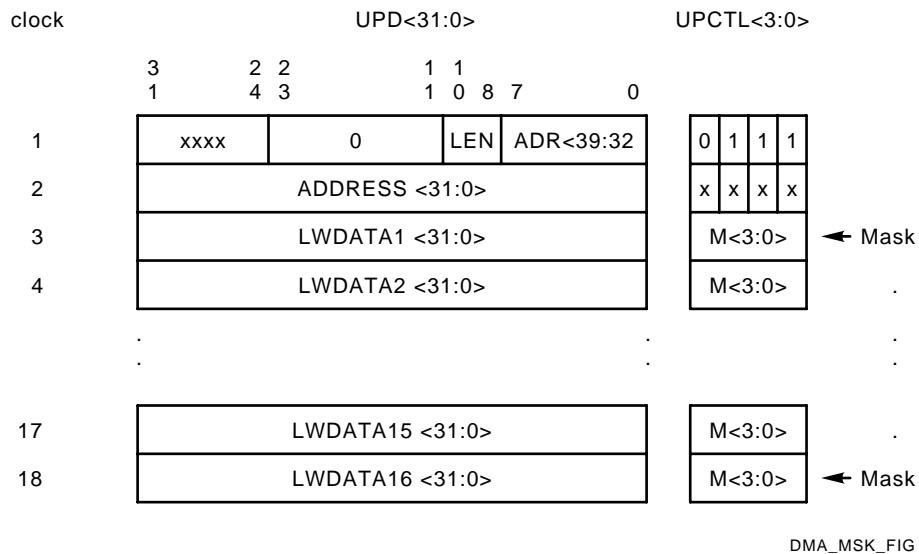 clock UPD<31:0> UPCTL<3:0>
3 2 2 1 1
1 4 3 1 0 8 7 0
1 xxxx 0 LEN ADR<39:32 0 1 1 1
2 ADDRESS <31:0> x x x x
3 LWDATA1 <31:0> M<3:0> Mask
4 LWDATA2 <31:0> M<3:0> .
. . .
. . .
17 LWDATA15 <31:0> M<3:0> .
18 LWDATA16 <31:0> M<3:0> Mask
DMA_MSK_FIG